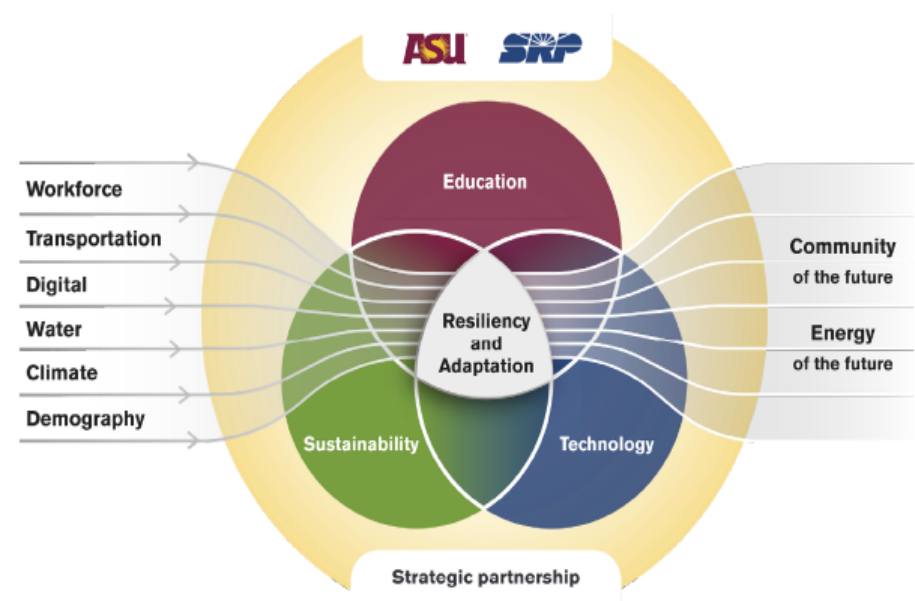 ASU SRP
Education
Workforce
Transportation
Digital
Water
Climate
Demography
Resiliency
and
Adaptation
Community
of the future
Energy
of the future
Sustainability
Technology
Strategic partnership